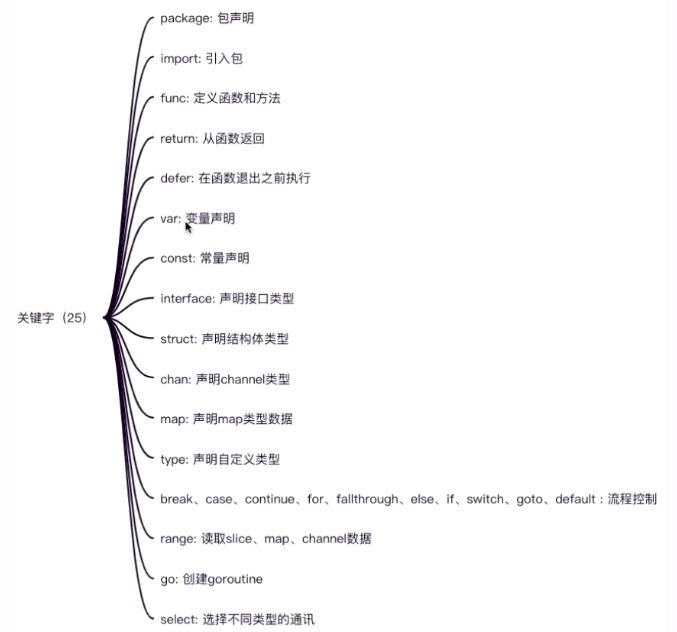 package: 包声明
import: 引入包
func: 定义函数和方法
return: 从函数返回
defer: 在函数退出之前执行
var: 变量声明
const: 常量声明
interface: 声明接口类型
关键字（25）
struct: 声明结构体类型
chan: 声明channel类型
map: 声明map类型数据
type: 声明自定义类型
break、case、continue、for、fallthrough、else、if、switch、goto、default : 流程控制
range: 读取slice、map、channel数据
go: 创建goroutine
select: 选择不同类型的通讯